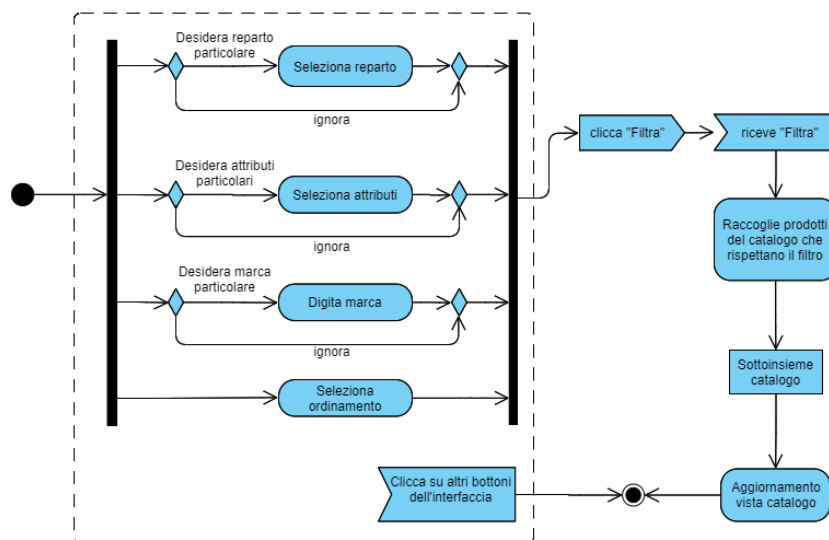 Desidera reparto
particolare
Seleziona reparto
ignora
clicca "Filtra"
riceve "Filtra"
Desidera attributi
particolari
Seleziona attributi
ignora
Raccoglie prodotti
del catalogo che
rispettano il filtro
Desidera marca
particolare
Digita marca
ignora
Sottoinsieme
catalogo
Seleziona
ordinamento
Clicca su altri bottoni
dell'interfaccia
Aggiornamento
vista catalogo